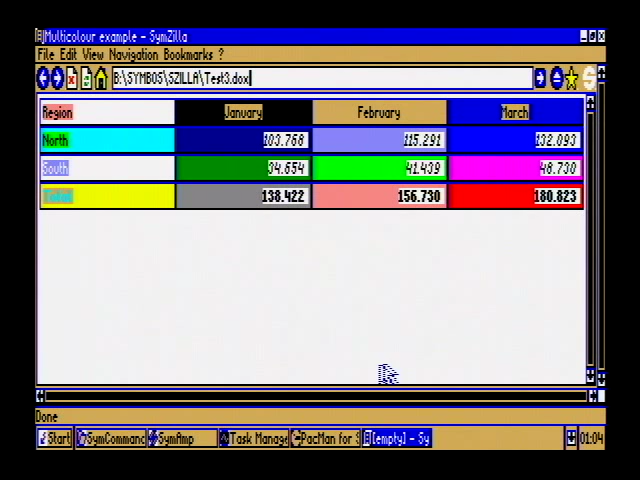 Multicolour example - SymZilla
File Edit View Navigation Bookmarks ?
B:\SYMBOS\SZILLA\Test3.dox
Region January February March
North 103.768 115.291 132.093
South 34.654 41.439 48.730
Total 138.422 156.730 180.823
Done
Start SymCommand SymAmp Task Manage PacMan for S [empty] - Sy 01:04